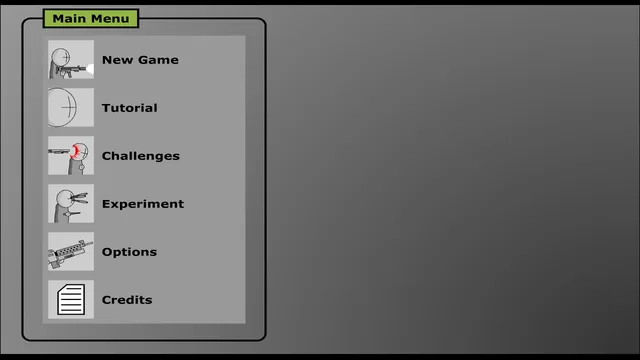 Main Menu
New Game
Tutorial
Challenges
Experiment
Options
Credits